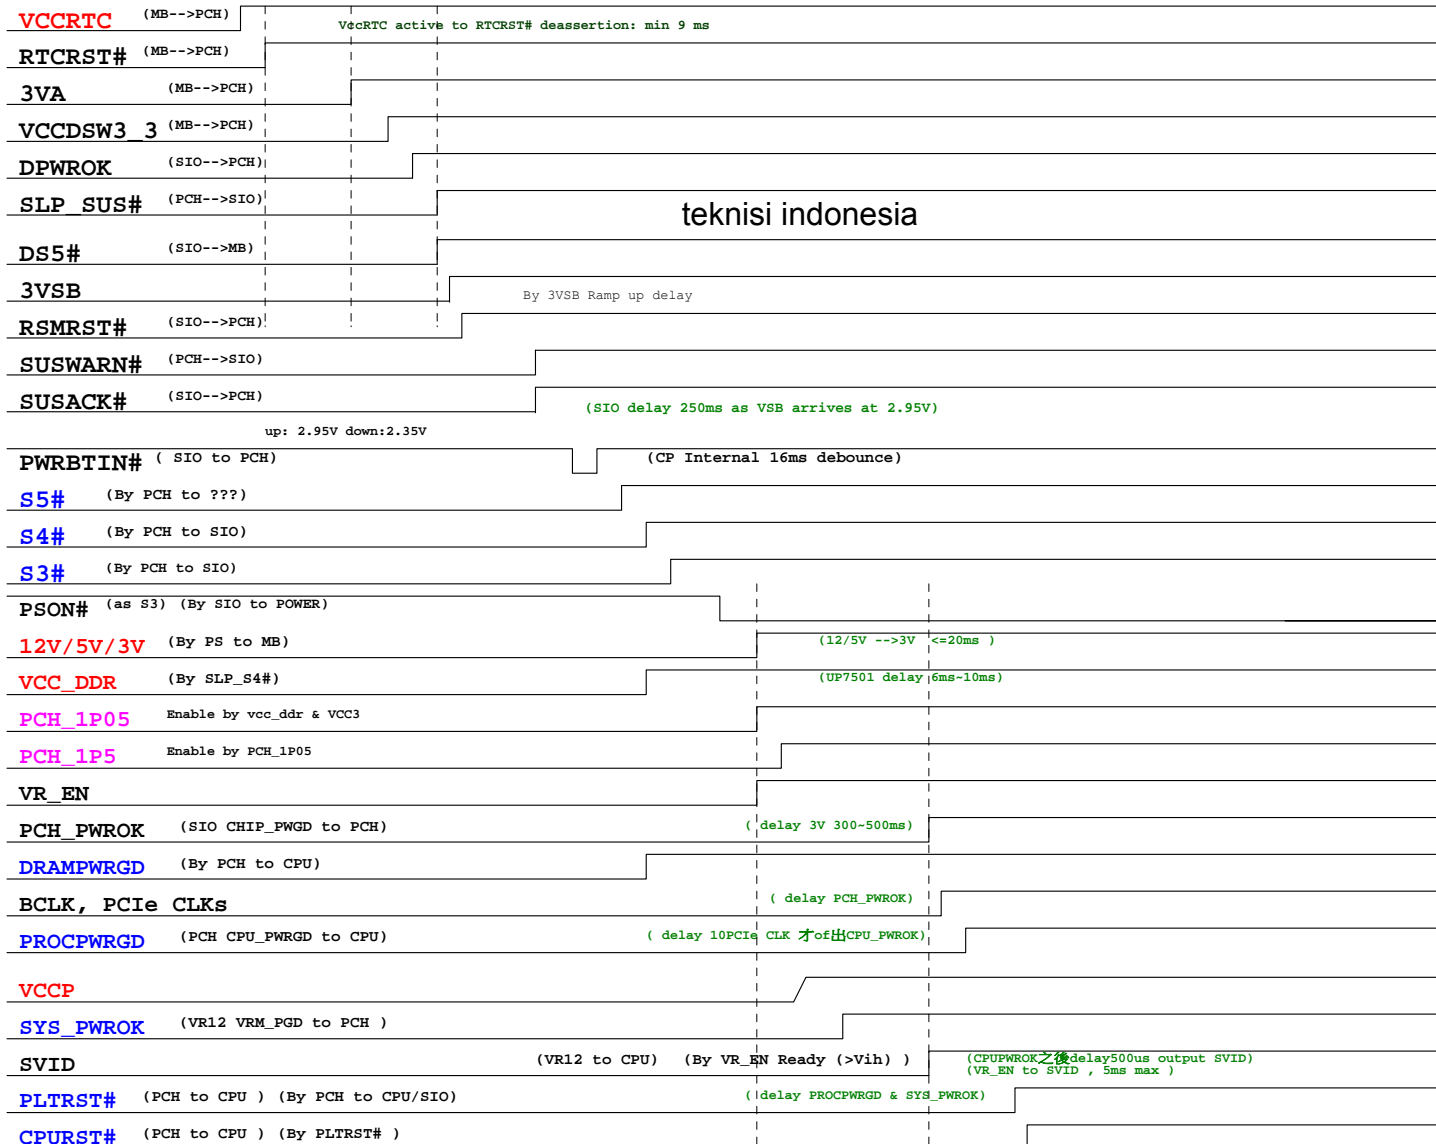 VCCRTC (MB-->PCH)
VccRTC active to RTCRST# deassertion: min 9 ms
RTCRST# (MB-->PCH)
3VA (MB-->PCH)
VCCDSW3_3 (MB-->PCH)
DPWROK (SIO-->PCH)
SLP_SUS# (PCH-->SIO)
teknisi indonesia
DS5# (SIO-->MB)
3VSB
By 3VSB Ramp up delay
RSMRST# (SIO-->PCH)
SUSWARN# (PCH-->SIO)
SUSACK# (SIO-->PCH)
(SIO delay 250ms as VSB arrives at 2.95V)
up: 2.95V down:2.35V
PWRBTIN# ( SIO to PCH) (CP Internal 16ms debounce)
S5# (By PCH to ???)
S4# (By PCH to SIO)
S3# (By PCH to SIO)
PSON# (as S3) (By SIO to POWER)
12V/5V/3V (By PS to MB) (12/5V -->3V <=20ms )
VCC_DDR (By SLP_S4#) (UP7501 delay 6ms~10ms)
PCH_1P05 Enable by vcc_ddr & VCC3
PCH_1P5 Enable by PCH_1P05
VR_EN
PCH_PWROK (SIO CHIP_PWGD to PCH) ( delay 3V 300~500ms)
DRAMPWRGD (By PCH to CPU)
BCLK, PCIe CLKs ( delay PCH_PWROK)
PROCPWRGD (PCH CPU_PWRGD to CPU) ( delay 10PCIe CLK 才of出CPU_PWROK)
VCCP
SYS_PWROK (VR12 VRM_PGD to PCH )
SVID (VR12 to CPU) (By VR_EN Ready (>Vih) ) (CPUPWROK之後delay500us output SVID)
(VR_EN to SVID , 5ms max )
PLTRST# (PCH to CPU ) (By PCH to CPU/SIO) ( delay PROCPWRGD & SYS_PWROK)
CPURST# (PCH to CPU ) (By PLTRST# )